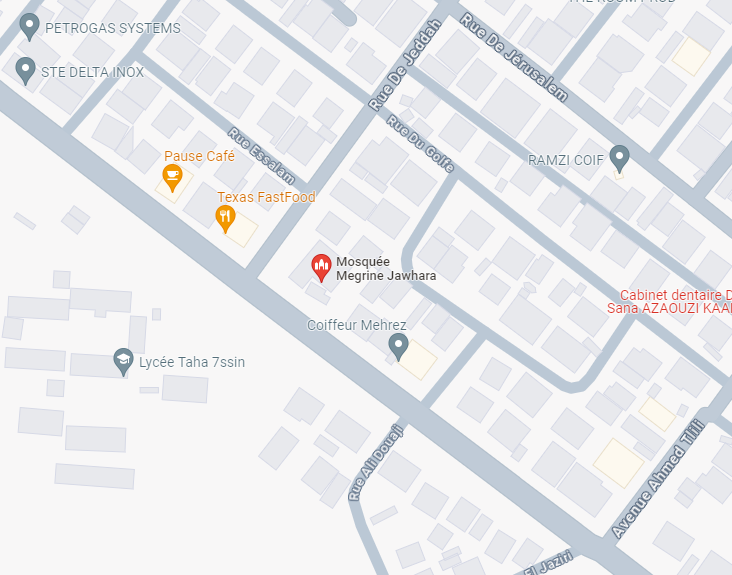 PETROGAS SYSTEMS
STE DELTA INOX
Rue De Jeddah
Rue De Jérusalem
Rue Du Golfe
Rue Essalam
RAMZI COIF
Pause Café
Texas FastFood
Mosquée
Megrine Jawhara
Cabinet dentaire D
Sana AZAOUZI KAA
Coiffeur Mehrez
Lycée Taha 7ssin
Rue Ali Douaji
Avenue Ahmed Tlili
El Jaziri